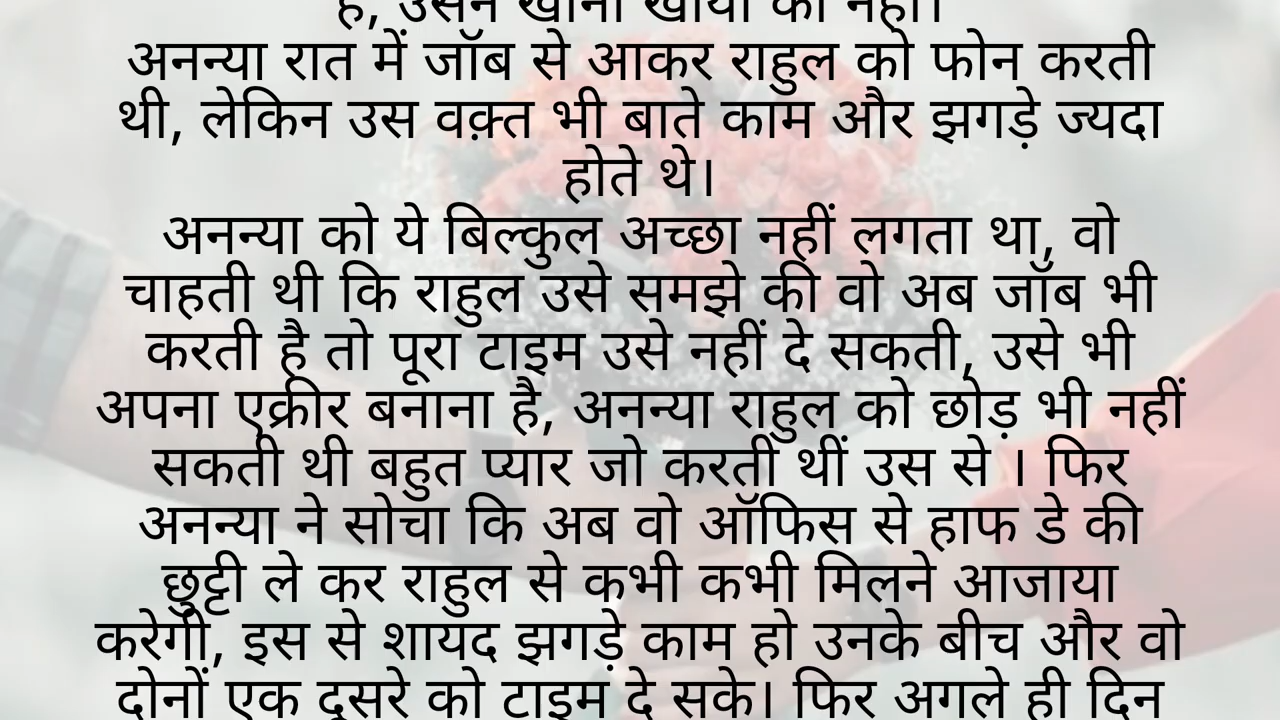 है, उसने खाना खाया की नहीं।
अनन्या रात में जॉब से आकर राहुल को फोन करती
थी, लेकिन उस वक़्त भी बाते काम और झगड़े ज्यदा
होते थे।
अनन्या को ये बिल्कुल अच्छा नहीं लगता था, वो
चाहती थी कि राहुल उसे समझे की वो अब जॉब भी
करती है तो पूरा टाइम उसे नहीं दे सकती, उसे भी
अपना एक्रीर बनाना है, अनन्या राहुल को छोड़ भी नहीं
सकती थी बहुत प्यार जो करती थीं उस से । फिर
अनन्या ने सोचा कि अब वो ऑफिस से हाफ डे की
छुट्टी ले कर राहुल से कभी कभी मिलने आजाया
करेगी, इस से शायद झगड़े काम हो उनके बीच और वो
दोनों एक दूसरे को टाइम दे सके। फिर अगले ही दिन